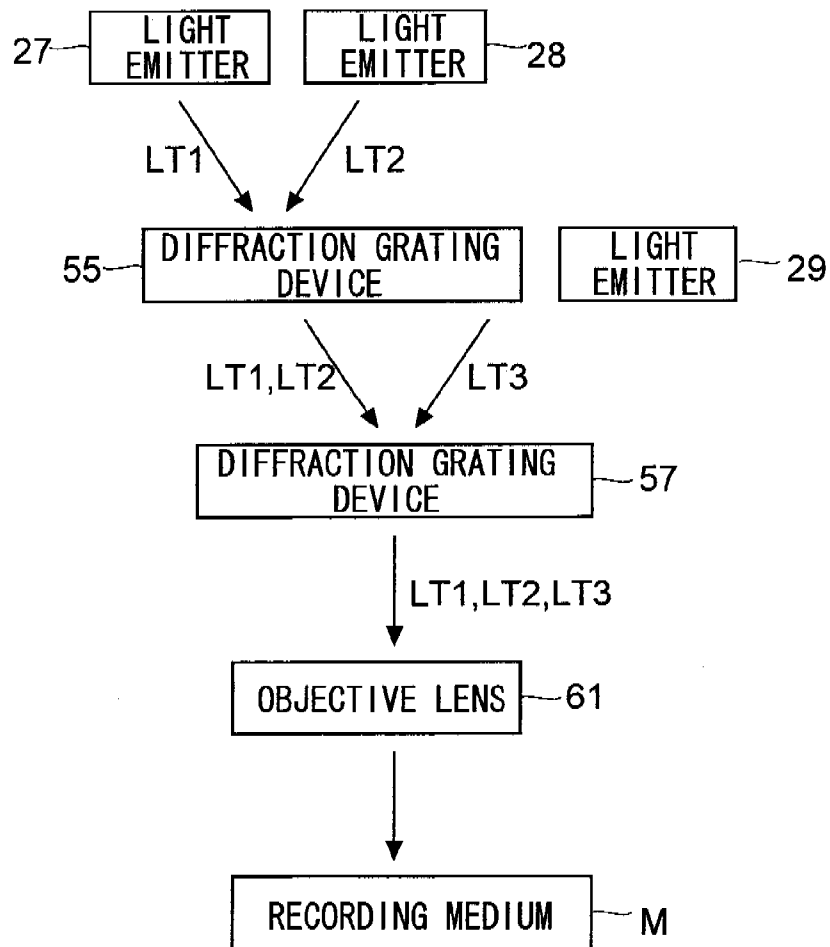 27
LIGHT
EMITTER
LIGHT
EMITTER
28
LT1
LT2
55
DIFFRACTION GRATING
DEVICE
LIGHT
EMITTER
29
LT1,LT2
LT3
DIFFRACTION GRATING
DEVICE
57
LT1,LT2,LT3
OBJECTIVE LENS
61
RECORDING MEDIUM
M